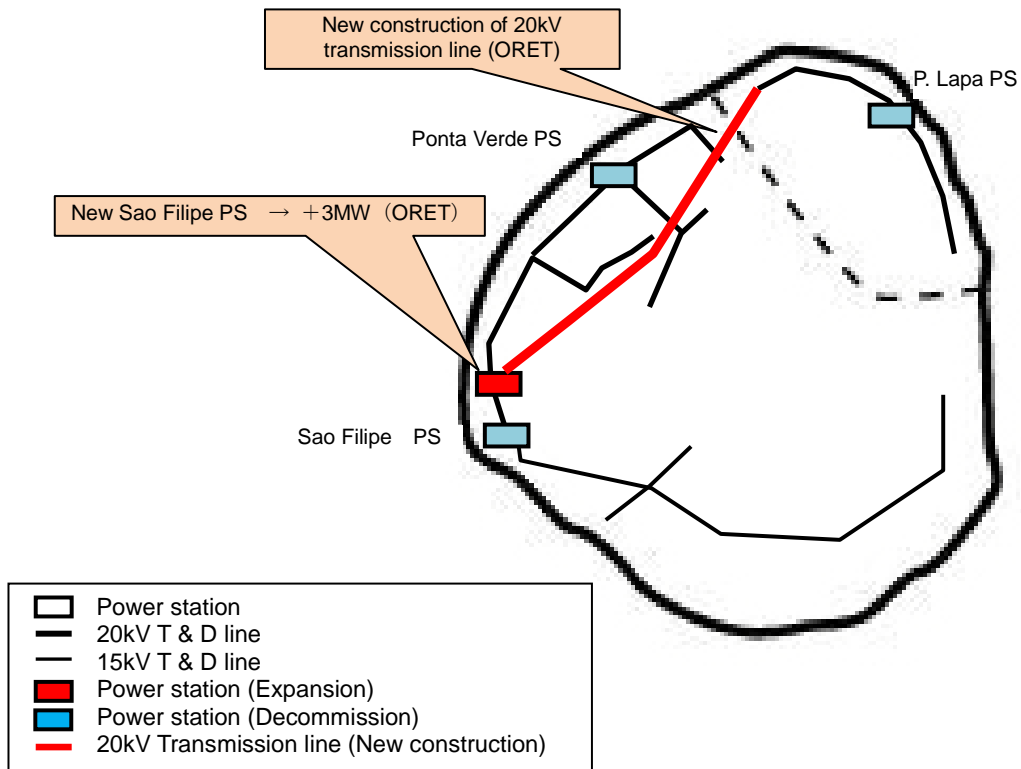 New construction of 20kV
transmission line (ORET)
P. Lapa PS
Ponta Verde PS
New Sao Filipe PS → +3MW (ORET)
Sao Filipe PS
Power station
20kV T & D line
15kV T & D line
Power station (Expansion)
Power station (Decommission)
20kV Transmission line (New construction)